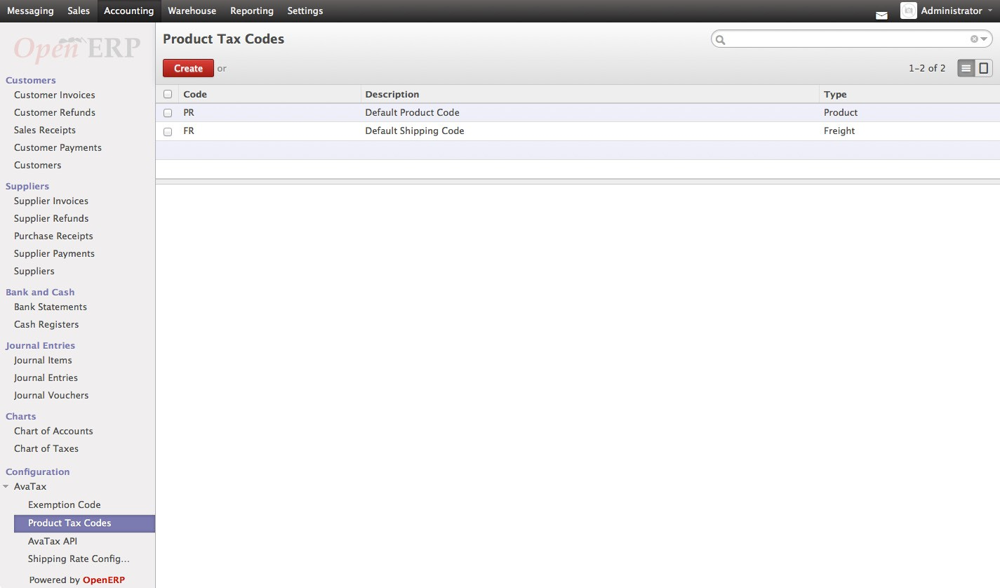 Messaging Sales Accounting Warehouse Reporting Settings Administrator
Open ERP
Customers
Customer Invoices
Customer Refunds
Sales Receipts
Customer Payments
Customers
Suppliers
Supplier Invoices
Supplier Refunds
Purchase Receipts
Supplier Payments
Suppliers
Bank and Cash
Bank Statements
Cash Registers
Journal Entries
Journal Items
Journal Entries
Journal Vouchers
Charts
Chart of Accounts
Chart of Taxes
Configuration
AvaTax
Exemption Code
Product Tax Codes
AvaTax API
Shipping Rate Config...
Powered by OpenERP
Product Tax Codes
Create or
1-2 of 2
Code Description Type
PR Default Product Code Product
FR Default Shipping Code Freight